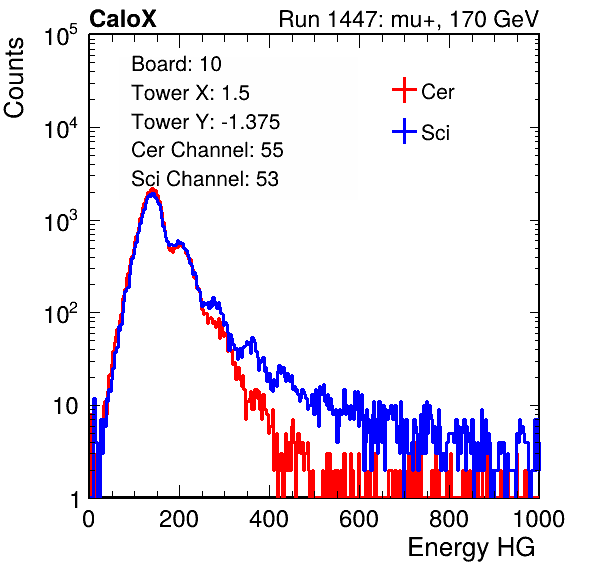 CaloX Run 1447: mu+, 170 GeV
Counts
10^5
10^4
10^3
10^2
10
1
Board: 10
Tower X: 1.5
Tower Y: -1.375
Cer Channel: 55
Sci Channel: 53
Cer
Sci
0 200 400 600 800 1000
Energy HG